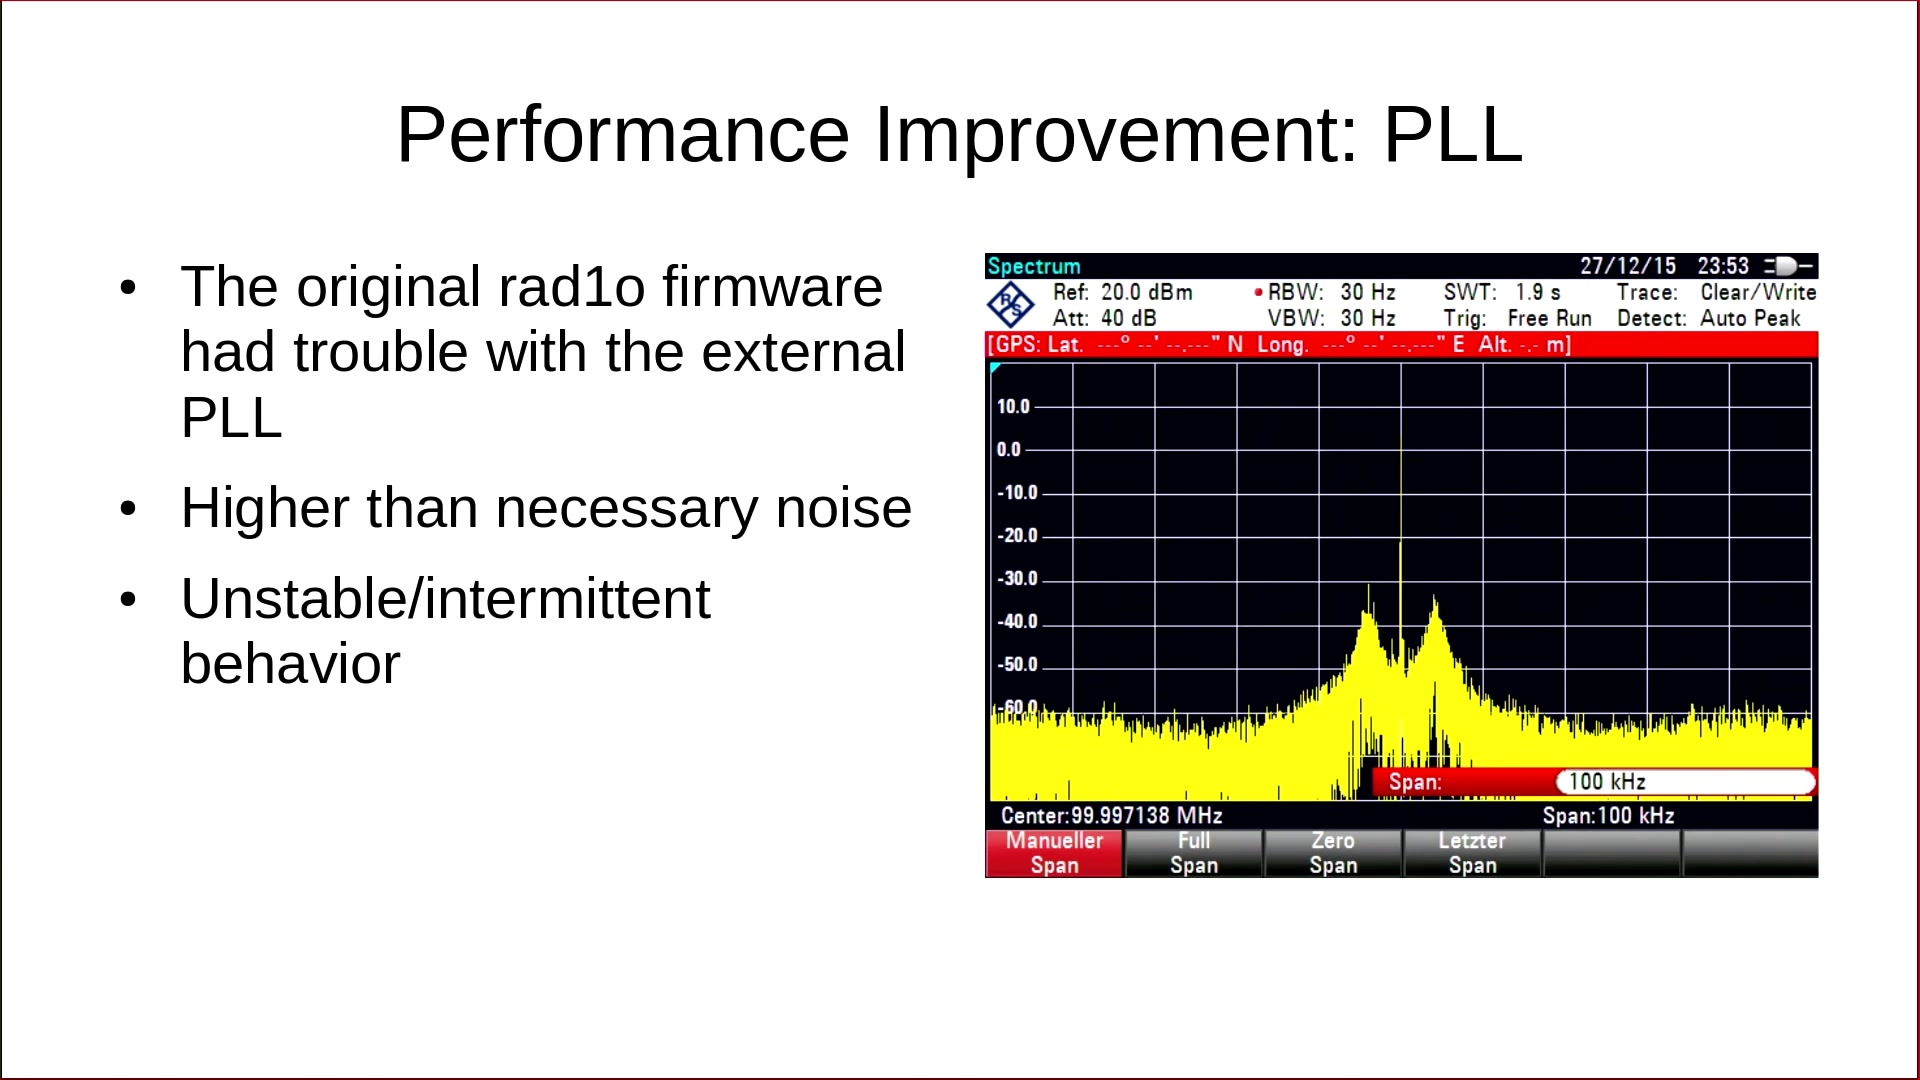 Performance Improvement: PLL
• The original rad1o firmware
had trouble with the external
PLL
• Higher than necessary noise
• Unstable/intermittent
behavior
Spectrum 27/12/15 23:53
R&S Ref: 20.0 dBm • RBW: 30 Hz SWT: 1.9 s Trace: Clear/Write
Att: 40 dB VBW: 30 Hz Trig: Free Run Detect: Auto Peak
[GPS: Lat. ---° --' --.---" N Long. ---° --' --.---" E Alt. -.- m]
10.0
0.0
-10.0
-20.0
-30.0
-40.0
-50.0
-60.0
Span: 100 kHz
Center:99.997138 MHz Span:100 kHz
Manueller Full Zero Letzter
Span Span Span Span